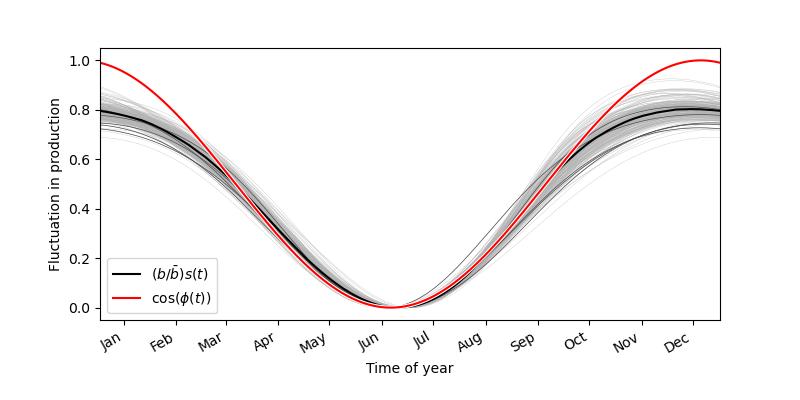 1.0
0.8
0.6
0.4
0.2
0.0
Fluctuation in production
(b/b̄)s(t)
cos(ϕ(t))
Jan Feb Mar Apr May Jun Jul Aug Sep Oct Nov Dec
Time of year